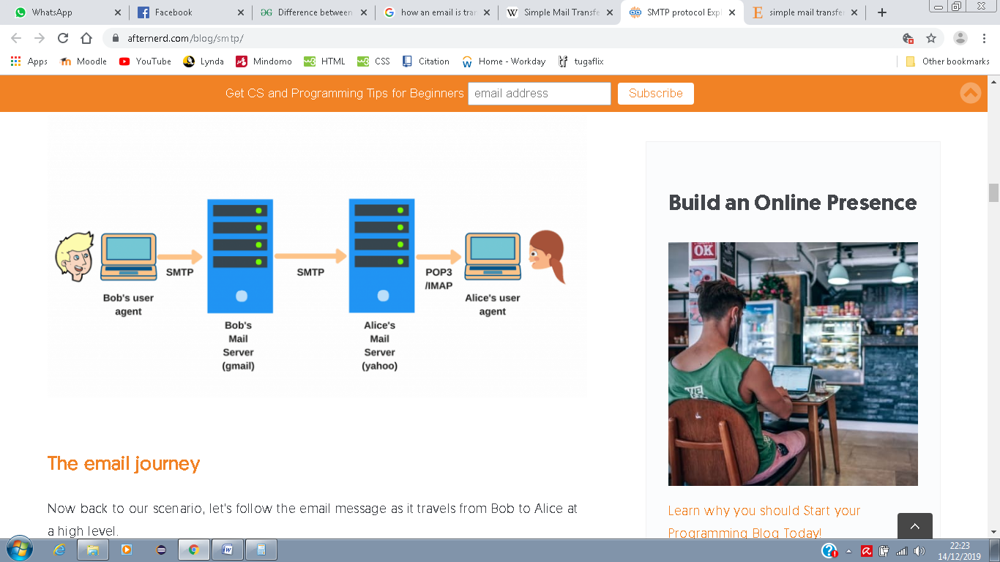 WhatsApp
Facebook
Difference between
how an email is tra
Simple Mail Transfe
SMTP protocol Exp
simple mail transfe
afternerd.com/blog/smtp/
Apps
Moodle
YouTube
Lynda
Mindomo
HTML
CSS
Citation
Home - Workday
tugaflix
Other bookmarks
Get CS and Programming Tips for Beginners
email address
Subscribe
SMTP
SMTP
POP3
/IMAP
Bob's user
agent
Alice's user
agent
Bob's
Mail
Server
(gmail)
Alice's
Mail
Server
(yahoo)
The email journey
Now back to our scenario, let's follow the email message as it travels from Bob to Alice at
a high level.
Build an Online Presence
OK
Learn why you should Start your
Programming Blog Today!
22:23
14/12/2019